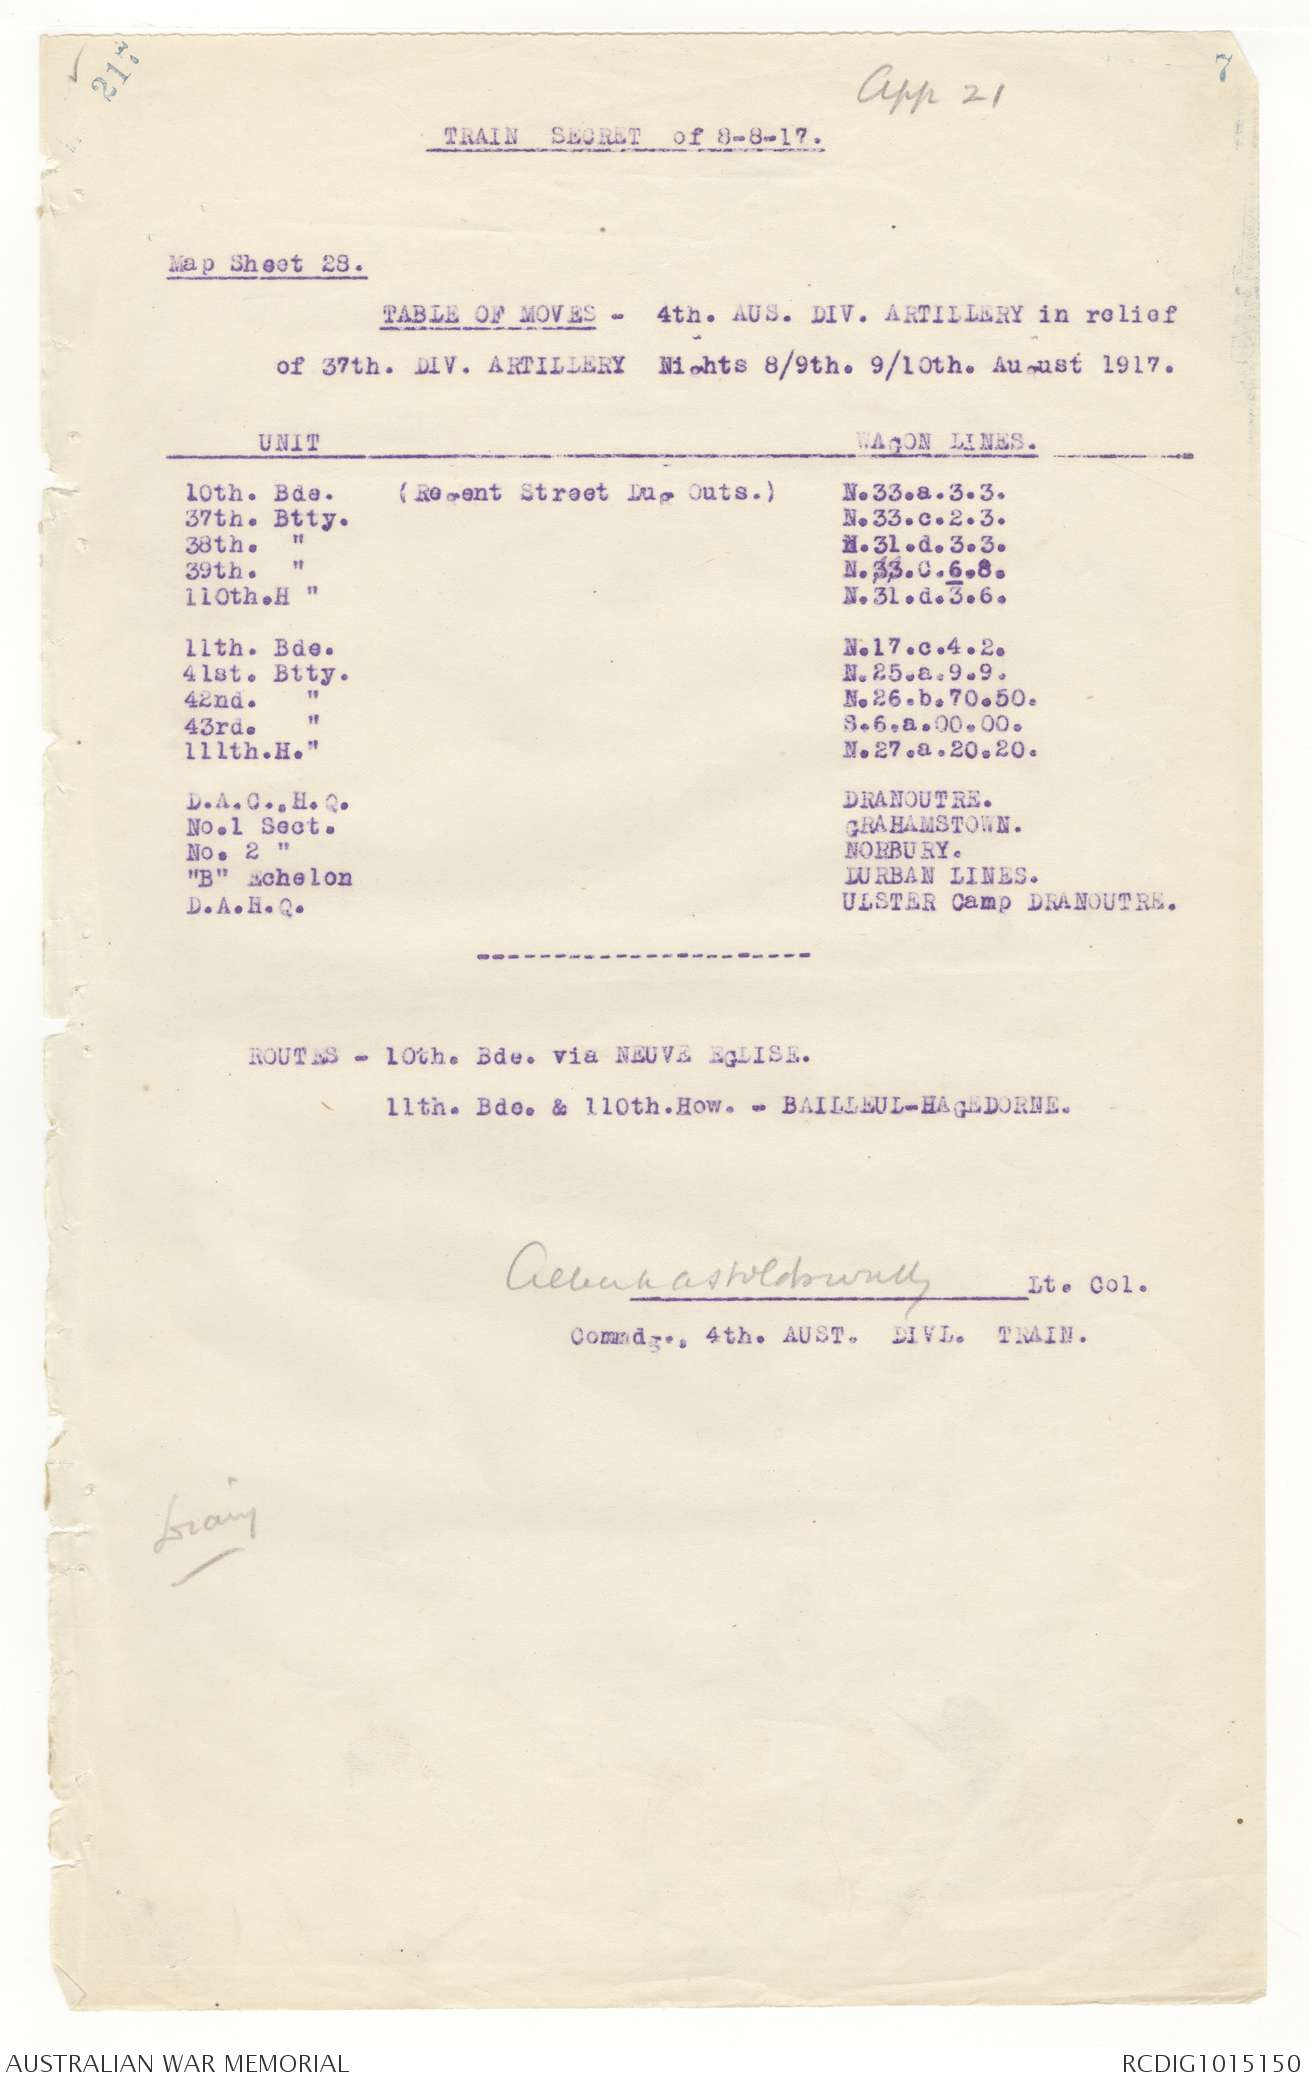 ✓
217
App 21
7
TRAIN SECRET of 8-8-17.
Map Sheet 28.
TABLE OF MOVES - 4th. AUS. DIV. ARTILLERY in relief
of 37th. DIV. ARTILLERY Nights 8/9th. 9/10th. August 1917.
UNIT WAGON LINES.
10th. Bde. (Regent Street Dug Outs.) N.33.a.3.3.
37th. Btty. N.33.c.2.3.
38th. " N.31.d.3.3.
39th. " N.33.C.6.8.
110th.H " N.31.d.3.6.
11th. Bde. N.17.c.4.2.
41st. Btty. N.25.a.9.9.
42nd. " N.26.b.70.50.
43rd. " S.6.a.00.00.
111th.H." N.27.a.20.20.
D.A.C.,H.Q. DRANOUTRE.
No.1 Sect. GRAHAMSTOWN.
No. 2 " NORBURY.
"B" Echelon DURBAN LINES.
D.A.H.Q. ULSTER Camp DRANOUTRE.
----------------------
ROUTES - 10th. Bde. via NEUVE EGLISE.
11th. Bde. & 110th.How. - BAILLEUL-HAGEDORNE.
Lt. Col.
Commdg., 4th. AUST. DIVL. TRAIN.
Diary
AUSTRALIAN WAR MEMORIAL RCDIG1015150